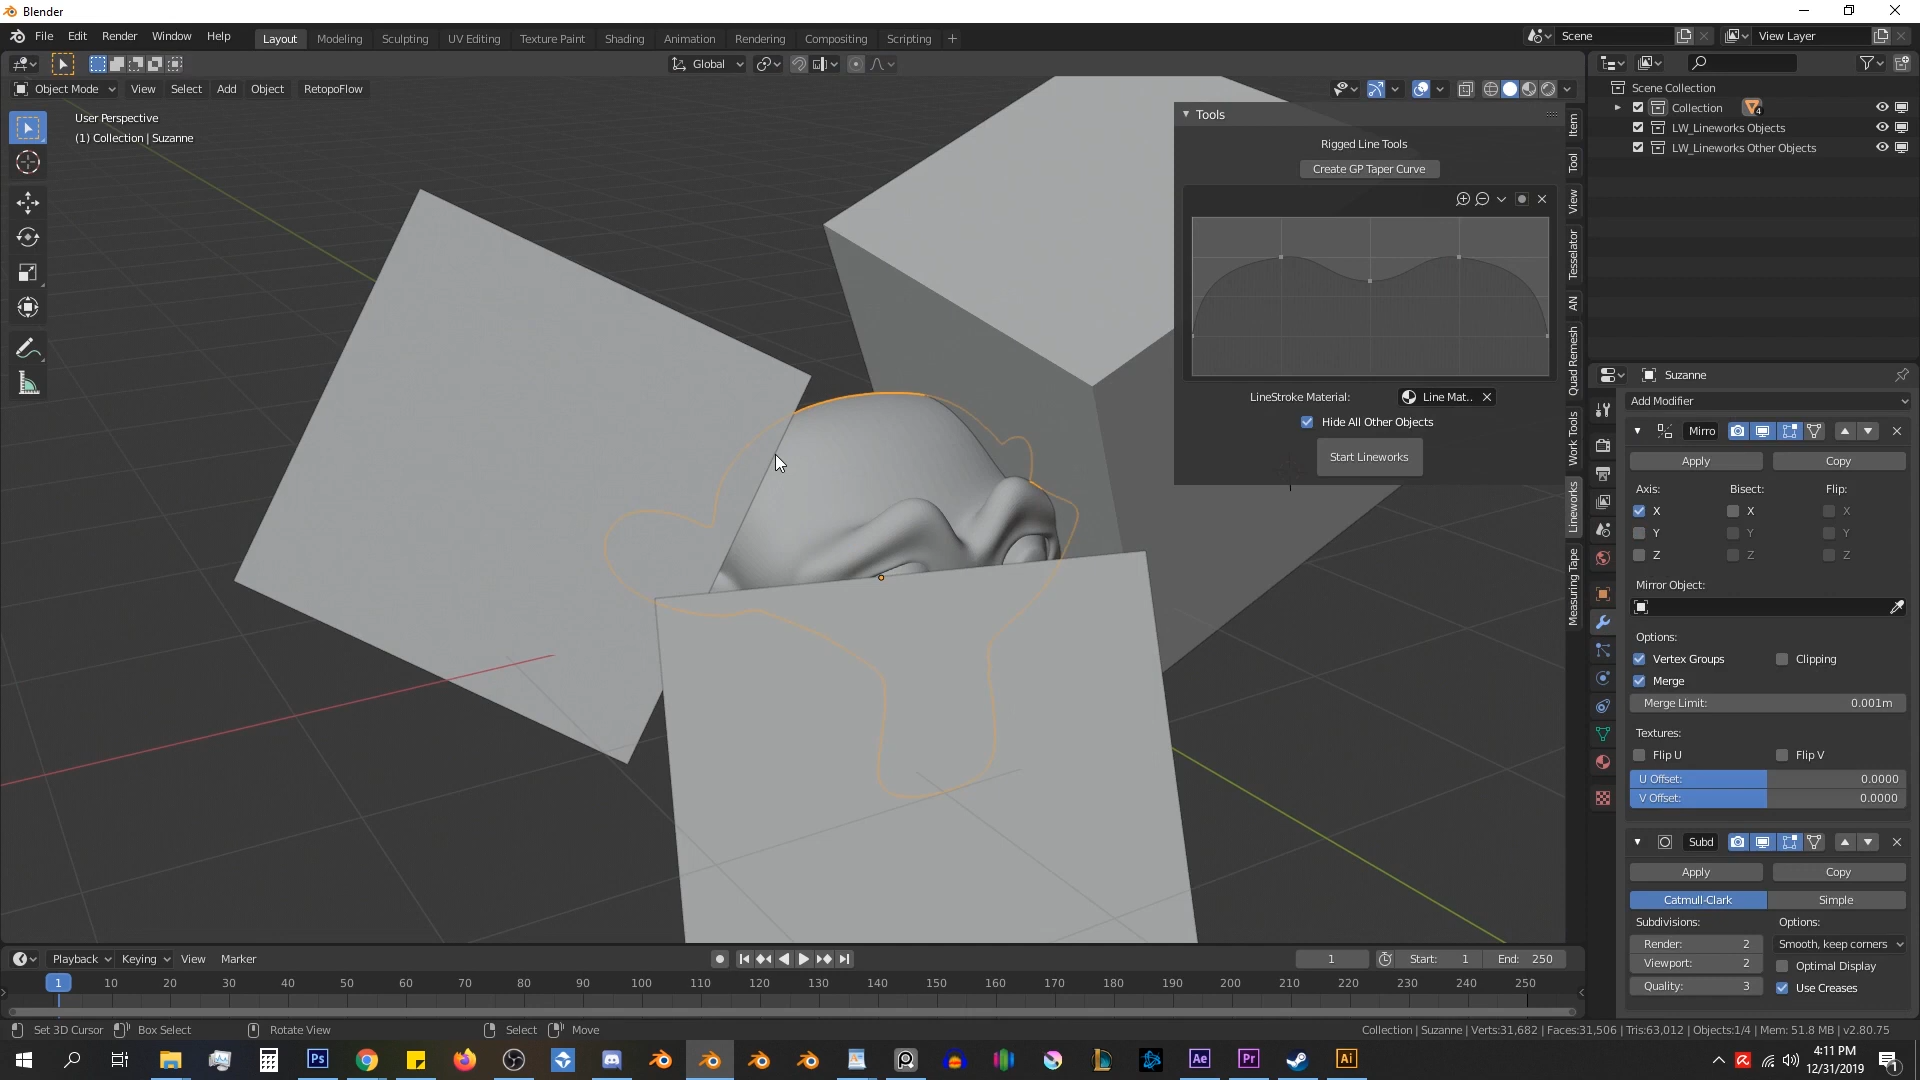 Blender
File Edit Render Window Help
Layout Modeling Sculpting UV Editing Texture Paint Shading Animation Rendering Compositing Scripting +
Scene
View Layer
Global
Object Mode View Select Add Object RetopoFlow
User Perspective
(1) Collection | Suzanne
Tools
Rigged Line Tools
Create GP Taper Curve
LineStroke Material: Line Mat..
Hide All Other Objects
Start Lineworks
Item
Tool
View
Tesselator
AN
Quad Remesh
Work Tools
Lineworks
Measuring Tape
Scene Collection
Collection 4
LW_Lineworks Objects
LW_Lineworks Other Objects
Suzanne
Add Modifier
Mirro
Apply Copy
Axis: Bisect: Flip:
X X X
Y Y Y
Z Z Z
Mirror Object:
Options:
Vertex Groups Clipping
Merge
Merge Limit: 0.001m
Textures:
Flip U Flip V
U Offset: 0.0000
V Offset: 0.0000
Subd
Apply Copy
Catmull-Clark Simple
Subdivisions: Options:
Render: 2 Smooth, keep corners
Viewport: 2 Optimal Display
Quality: 3 Use Creases
Playback Keying View Marker
1 Start: 1 End: 250
1 10 20 30 40 50 60 70 80 90 100 110 120 130 140 150 160 170 180 190 200 210 220 230 240 250
Set 3D Cursor Box Select Rotate View Select Move
Collection | Suzanne | Verts:31,682 | Faces:31,506 | Tris:63,012 | Objects:1/4 | Mem: 51.8 MB | v2.80.75
Ps Ae Pr Ai
4:11 PM
12/31/2019
1